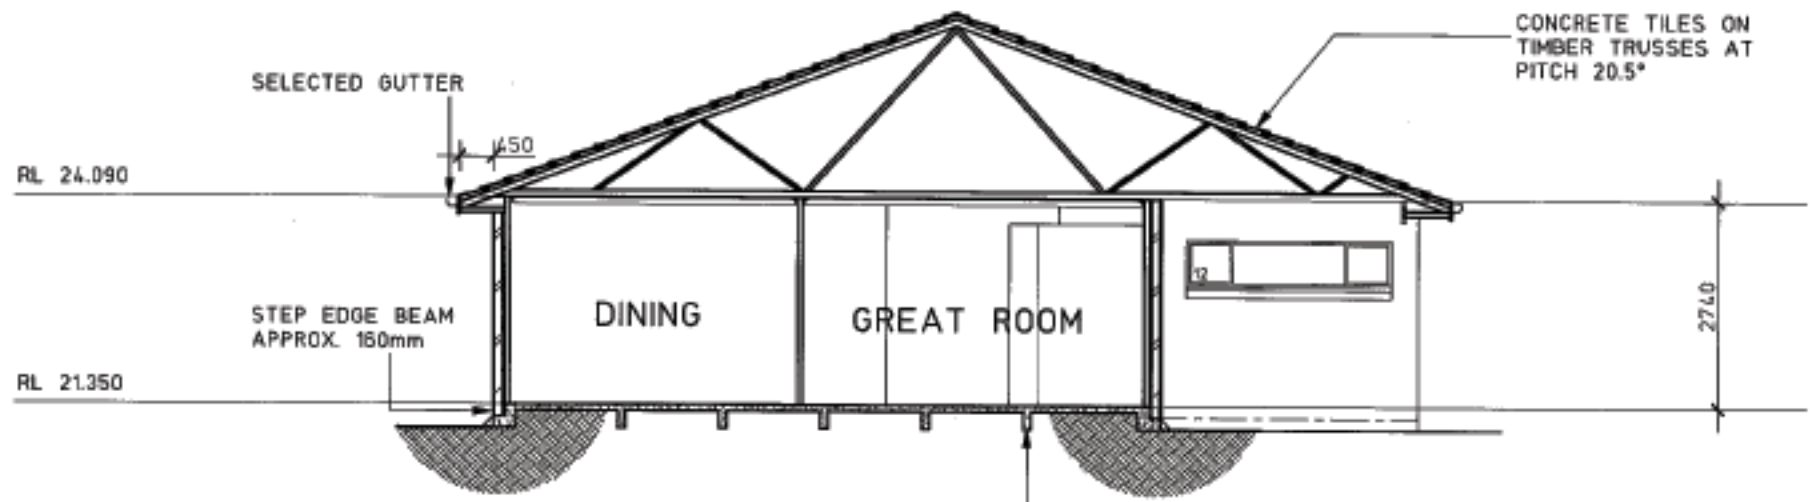 CONCRETE TILES ON
TIMBER TRUSSES AT
PITCH 20.5°
SELECTED GUTTER
450
RL 24.090
12
DINING
GREAT ROOM
STEP EDGE BEAM
APPROX. 160mm
2740
RL 21.350